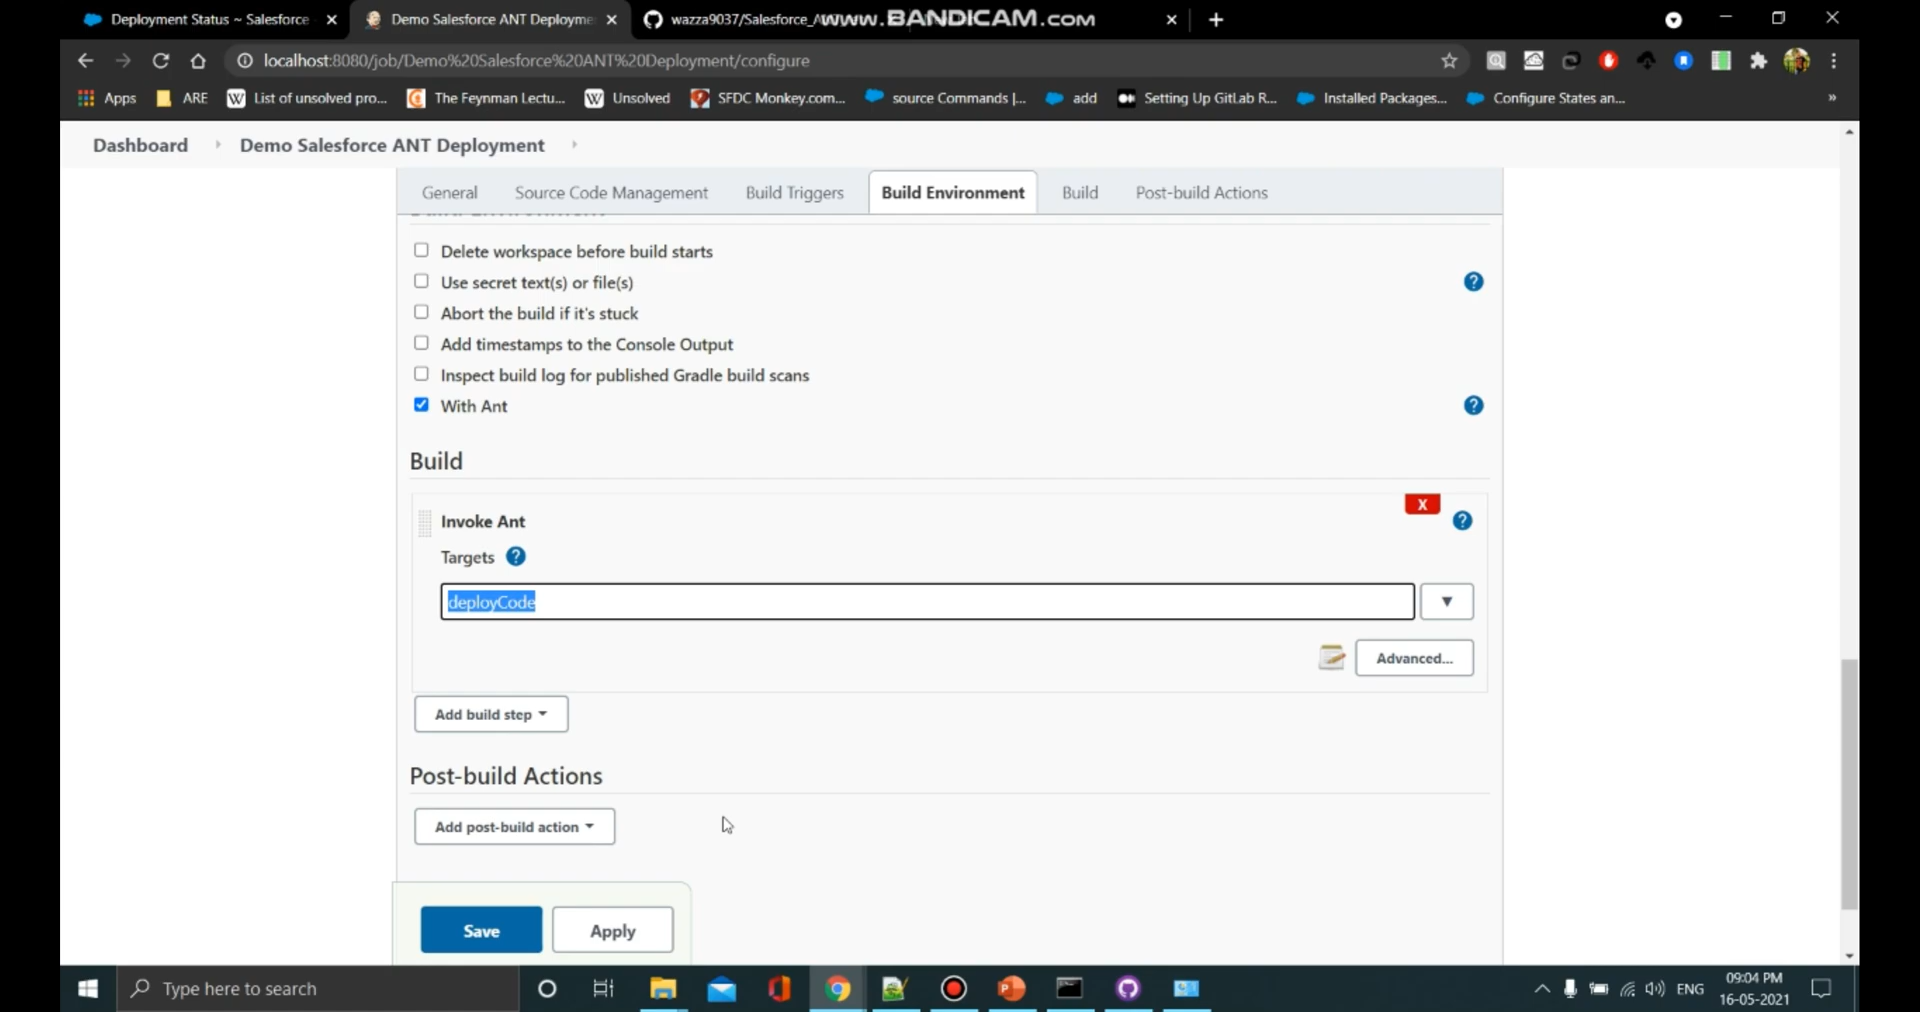 Deployment Status ~ Salesforce
Demo Salesforce ANT Deployme
wazza9037/Salesforce_A
www.BANDICAM.com
localhost:8080/job/Demo%20Salesforce%20ANT%20Deployment/configure
Apps
ARE
List of unsolved pro...
The Feynman Lectu...
Unsolved
SFDC Monkey.com...
source Commands |...
add
Setting Up GitLab R...
Installed Packages...
Configure States an...
»
Dashboard
Demo Salesforce ANT Deployment
General
Source Code Management
Build Triggers
Build Environment
Build
Post-build Actions
Delete workspace before build starts
Use secret text(s) or file(s)
Abort the build if it's stuck
Add timestamps to the Console Output
Inspect build log for published Gradle build scans
With Ant
Build
X
Invoke Ant
Targets
deployCode
Advanced...
Add build step
Post-build Actions
Add post-build action
Save
Apply
Type here to search
ENG
09:04 PM
16-05-2021